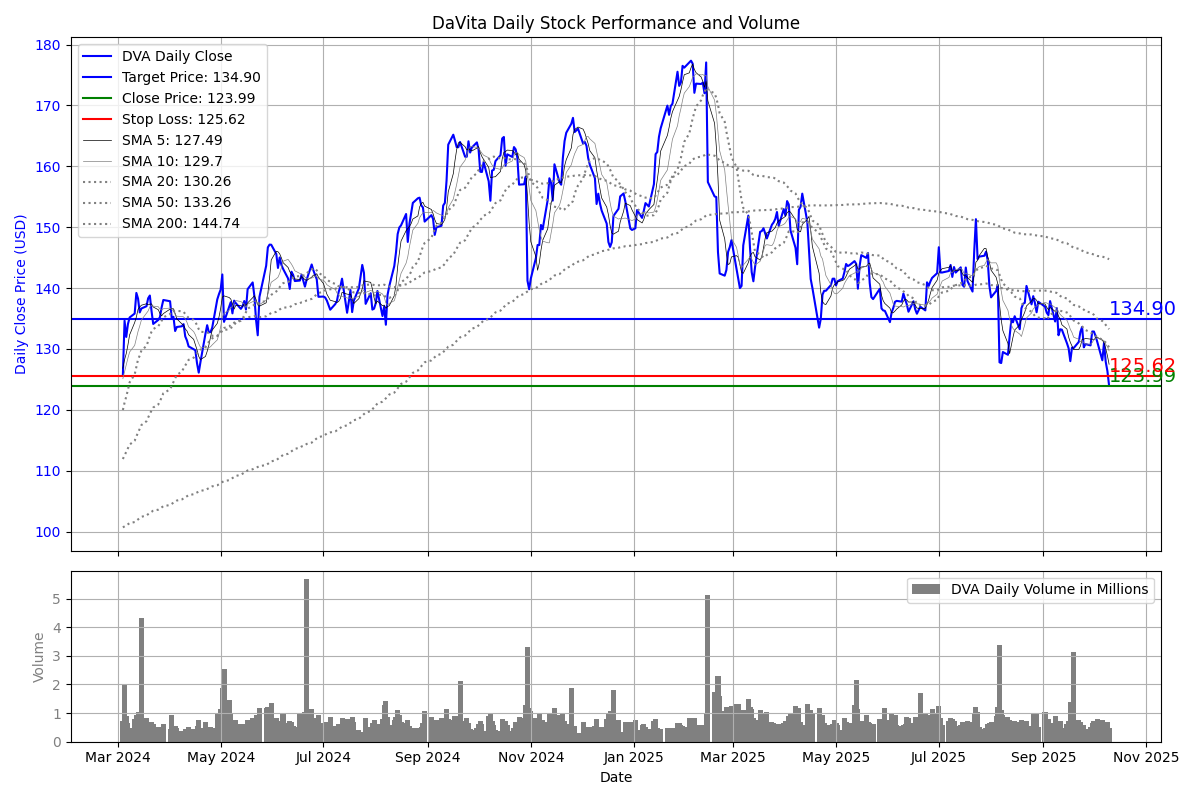 DaVita Daily Stock Performance and Volume
180
170
160
150
140
130
120
110
100
Daily Close Price (USD)
DVA Daily Close
Target Price: 134.90
Close Price: 123.99
Stop Loss: 125.62
SMA 5: 127.49
SMA 10: 129.7
SMA 20: 130.26
SMA 50: 133.26
SMA 200: 144.74
134.90
125.62
123.99
5
4
3
2
1
0
Volume
DVA Daily Volume in Millions
Mar 2024 May 2024 Jul 2024 Sep 2024 Nov 2024 Jan 2025 Mar 2025 May 2025 Jul 2025 Sep 2025 Nov 2025
Date